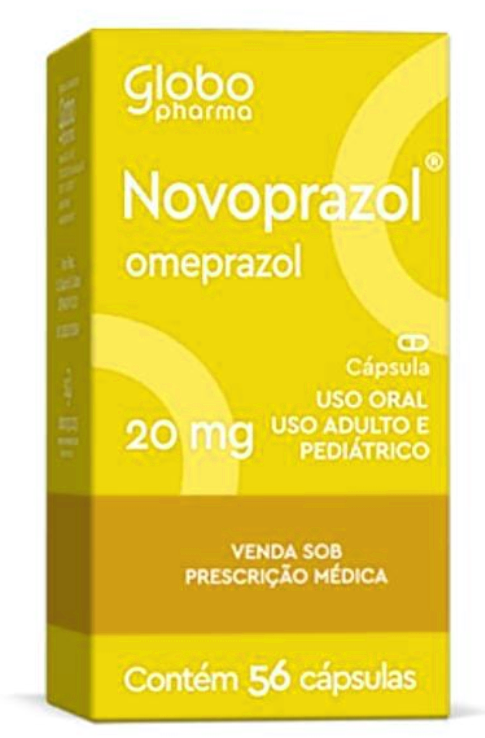 Globo
pharma
Novoprazol®
omeprazol
Cápsula
USO ORAL
20 mg
USO ADULTO E
PEDIÁTRICO
VENDA SOB
PRESCRIÇÃO MÉDICA
Contém 56 cápsulas